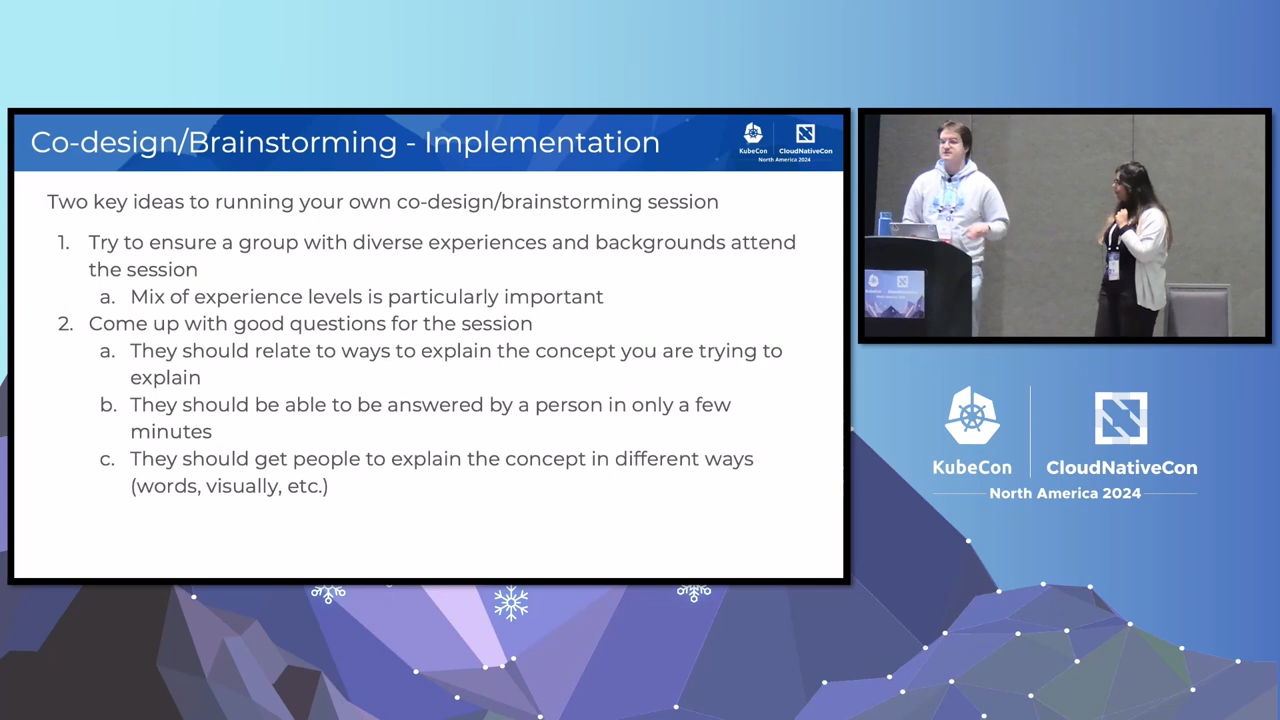 Co-design/Brainstorming - Implementation
KubeCon
CloudNativeCon
North America 2024
Two key ideas to running your own co-design/brainstorming session
1. Try to ensure a group with diverse experiences and backgrounds attend
the session
a. Mix of experience levels is particularly important
2. Come up with good questions for the session
a. They should relate to ways to explain the concept you are trying to
explain
b. They should be able to be answered by a person in only a few
minutes
c. They should get people to explain the concept in different ways
(words, visually, etc.)
KubeCon
CloudNativeCon
North America 2024